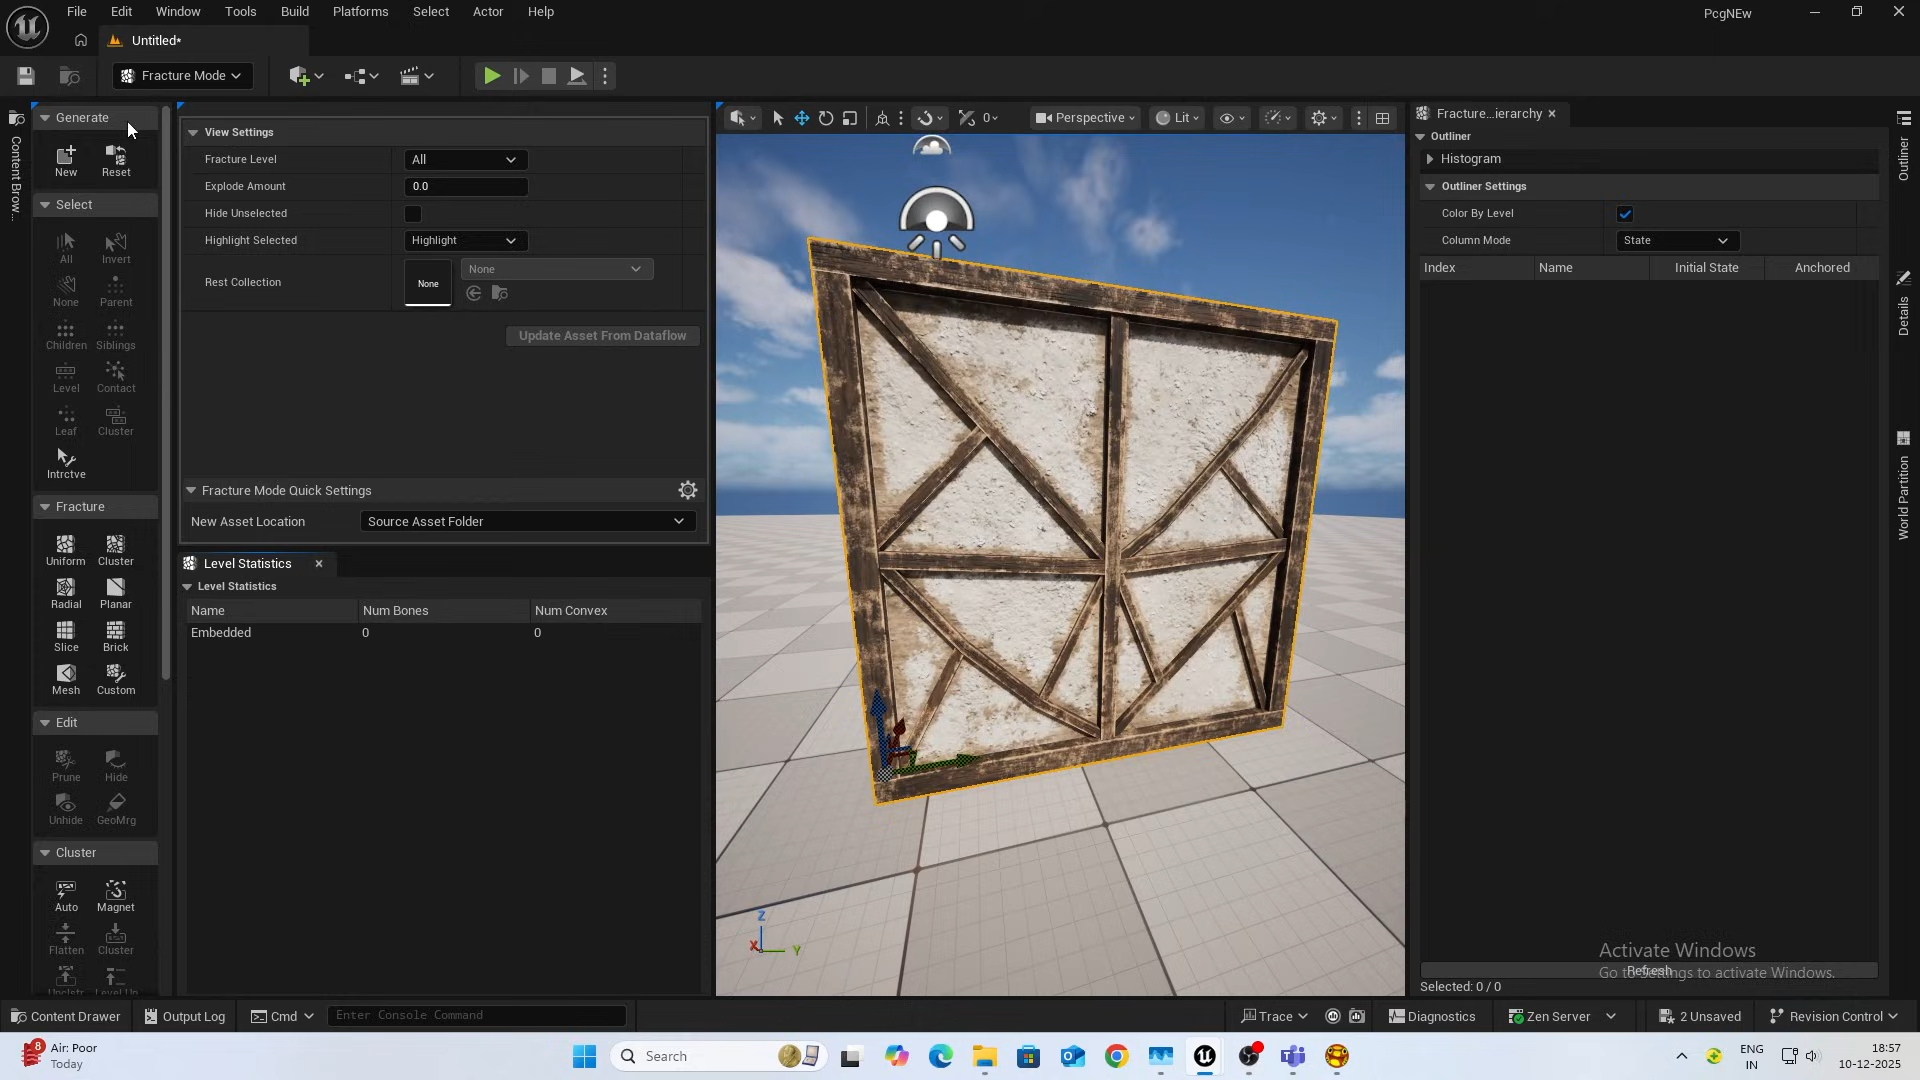 File Edit Window Tools Build Platforms Select Actor Help PcgNEw
Untitled*
Fracture Mode
Content Brow...
Generate
New Reset
Select
All Invert
None Parent
Children Siblings
Level Contact
Leaf Cluster
Intrctve
Fracture
Uniform Cluster
Radial Planar
Slice Brick
Mesh Custom
Edit
Prune Hide
Unhide GeoMrg
Cluster
Auto Magnet
Flatten Cluster
Unclstr Level Up
View Settings
Fracture Level All
Explode Amount 0.0
Hide Unselected
Highlight Selected Highlight
Rest Collection None None
Update Asset From Dataflow
Fracture Mode Quick Settings
New Asset Location Source Asset Folder
Level Statistics
Level Statistics
Name Num Bones Num Convex
Embedded 0 0
0 Perspective Lit
Z
X Y
Fracture...ierarchy
Outliner
Histogram
Outliner Settings
Color By Level
Column Mode State
Index Name Initial State Anchored
Activate Windows
Go to Settings to activate Windows.
Refresh
Selected: 0 / 0
Outliner
Details
World Partition
Content Drawer Output Log Cmd Enter Console Command Trace Diagnostics Zen Server 2 Unsaved Revision Control
8 Air: Poor
Today
Search
ENG
IN
18:57
10-12-2025